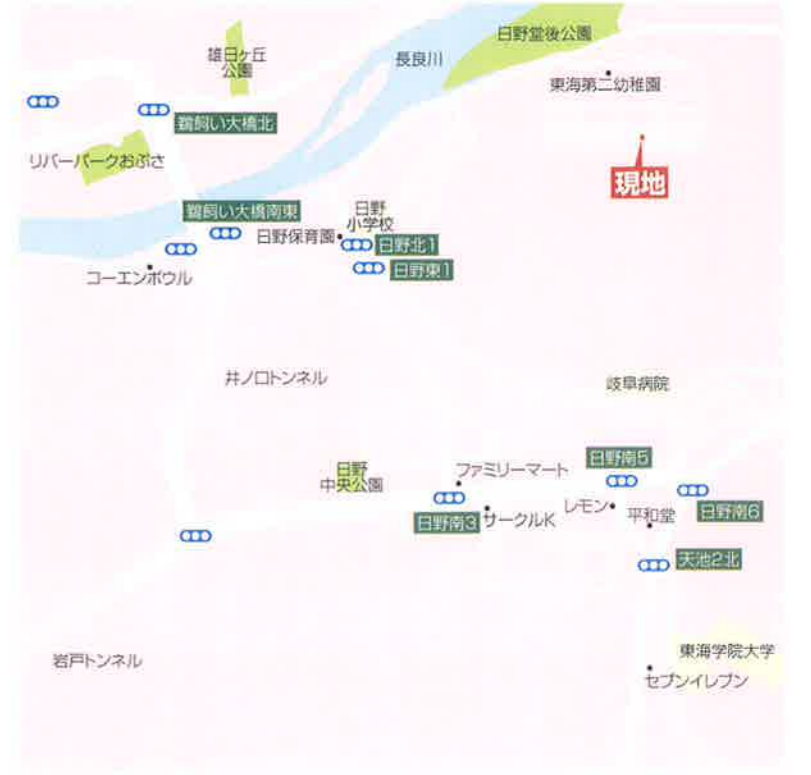 日野堂後公園
雄日ヶ丘
公園
長良川
東海第二幼稚園
鵜飼い大橋北
リバーパークおぶさ
現地
鵜飼い大橋南東
日野
小学校
日野保育園
日野北1
日野東1
コーエンボウル
井ノ口トンネル
岐阜病院
日野南5
日野
中央公園
ファミリーマート
日野南3
サークルK
レモン
平和堂
日野南6
天池2北
岩戸トンネル
東海学院大学
セブンイレブン